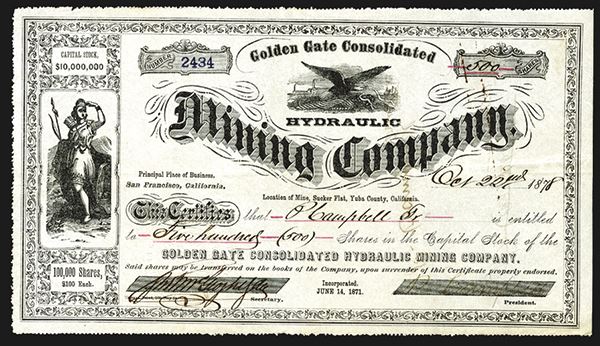 CAPITAL STOCK,
$10,000,000
Golden Gate Consolidated
NUMBER
2434
500
SHARES
HYDRAULIC
Mining Company.
Principal Place of Business.
San Francisco, California.
Oct 22nd 1878
Location of Mine, Sucker Flat, Yuba County, California.
This Certifies that O Campbell Tr is entitled
to Five hundred (500) Shares in the Capital Stock of the
GOLDEN GATE CONSOLIDATED HYDRAULIC MINING COMPANY.
Said shares may be transferred on the books of the Company, upon surrender of this Certificate properly endorsed.
100,000 Shares,
$100 Each.
Secretary.
Incorporated.
JUNE 14, 1871.
President.